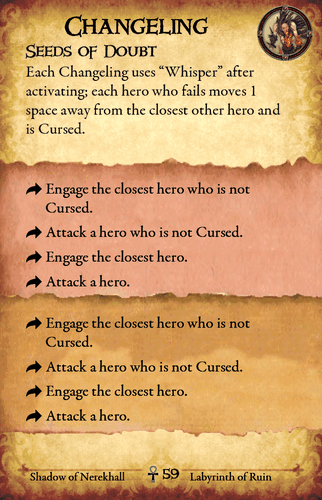 Changeling
Seeds of Doubt
Each Changeling uses “Whisper” after
activating; each hero who fails moves 1
space away from the closest other hero and
is Cursed.
Engage the closest hero who is not
Cursed.
Attack a hero who is not Cursed.
Engage the closest hero.
Attack a hero.
Engage the closest hero who is not
Cursed.
Attack a hero who is not Cursed.
Engage the closest hero.
Attack a hero.
Shadow of Nerekhall 59 Labyrinth of Ruin